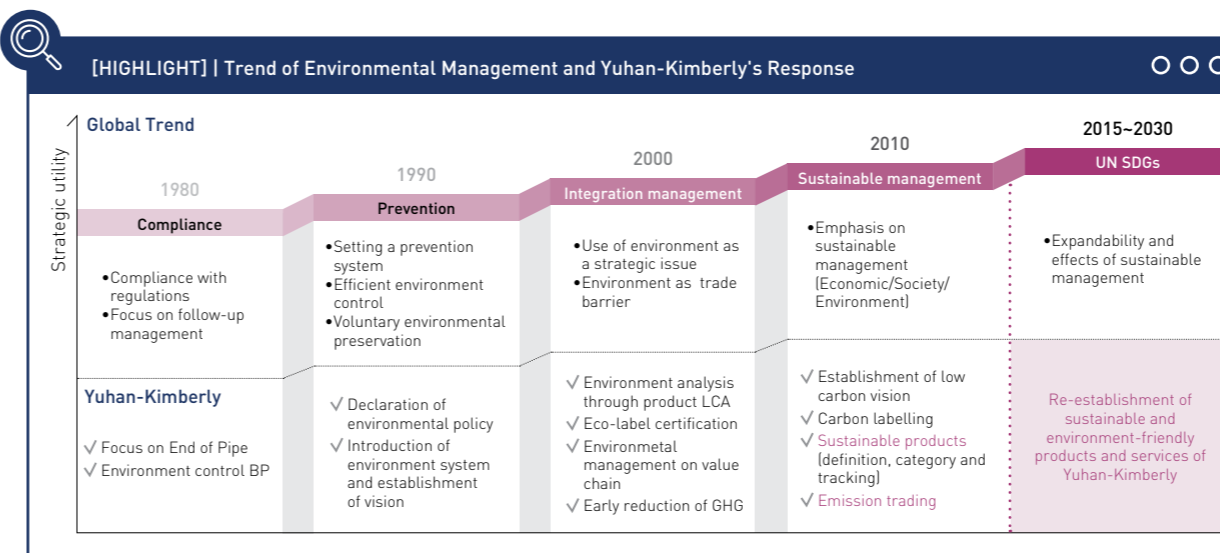 [HIGHLIGHT] | Trend of Environmental Management and Yuhan-Kimberly's Response
Strategic utility
Global Trend
1980
Compliance
•Compliance with
regulations
•Focus on follow-up
management
1990
Prevention
•Setting a prevention
system
•Efficient environment
control
•Voluntary environmental
preservation
2000
Integration management
•Use of environment as
a strategic issue
•Environment as trade
barrier
2010
Sustainable management
•Emphasis on
sustainable
management
(Economic/Society/
Environment)
2015~2030
UN SDGs
•Expandability and
effects of sustainable
management
Yuhan-Kimberly
✓ Focus on End of Pipe
✓ Environment control BP
✓ Declaration of
environmental policy
✓ Introduction of
environment system
and establishment
of vision
✓ Environment analysis
through product LCA
✓ Eco-label certification
✓ Environmetal
management on value
chain
✓ Early reduction of GHG
✓ Establishment of low
carbon vision
✓ Carbon labelling
✓ Sustainable products
(definition, category and
tracking)
✓ Emission trading
Re-establishment of
sustainable and
environment-friendly
products and services of
Yuhan-Kimberly